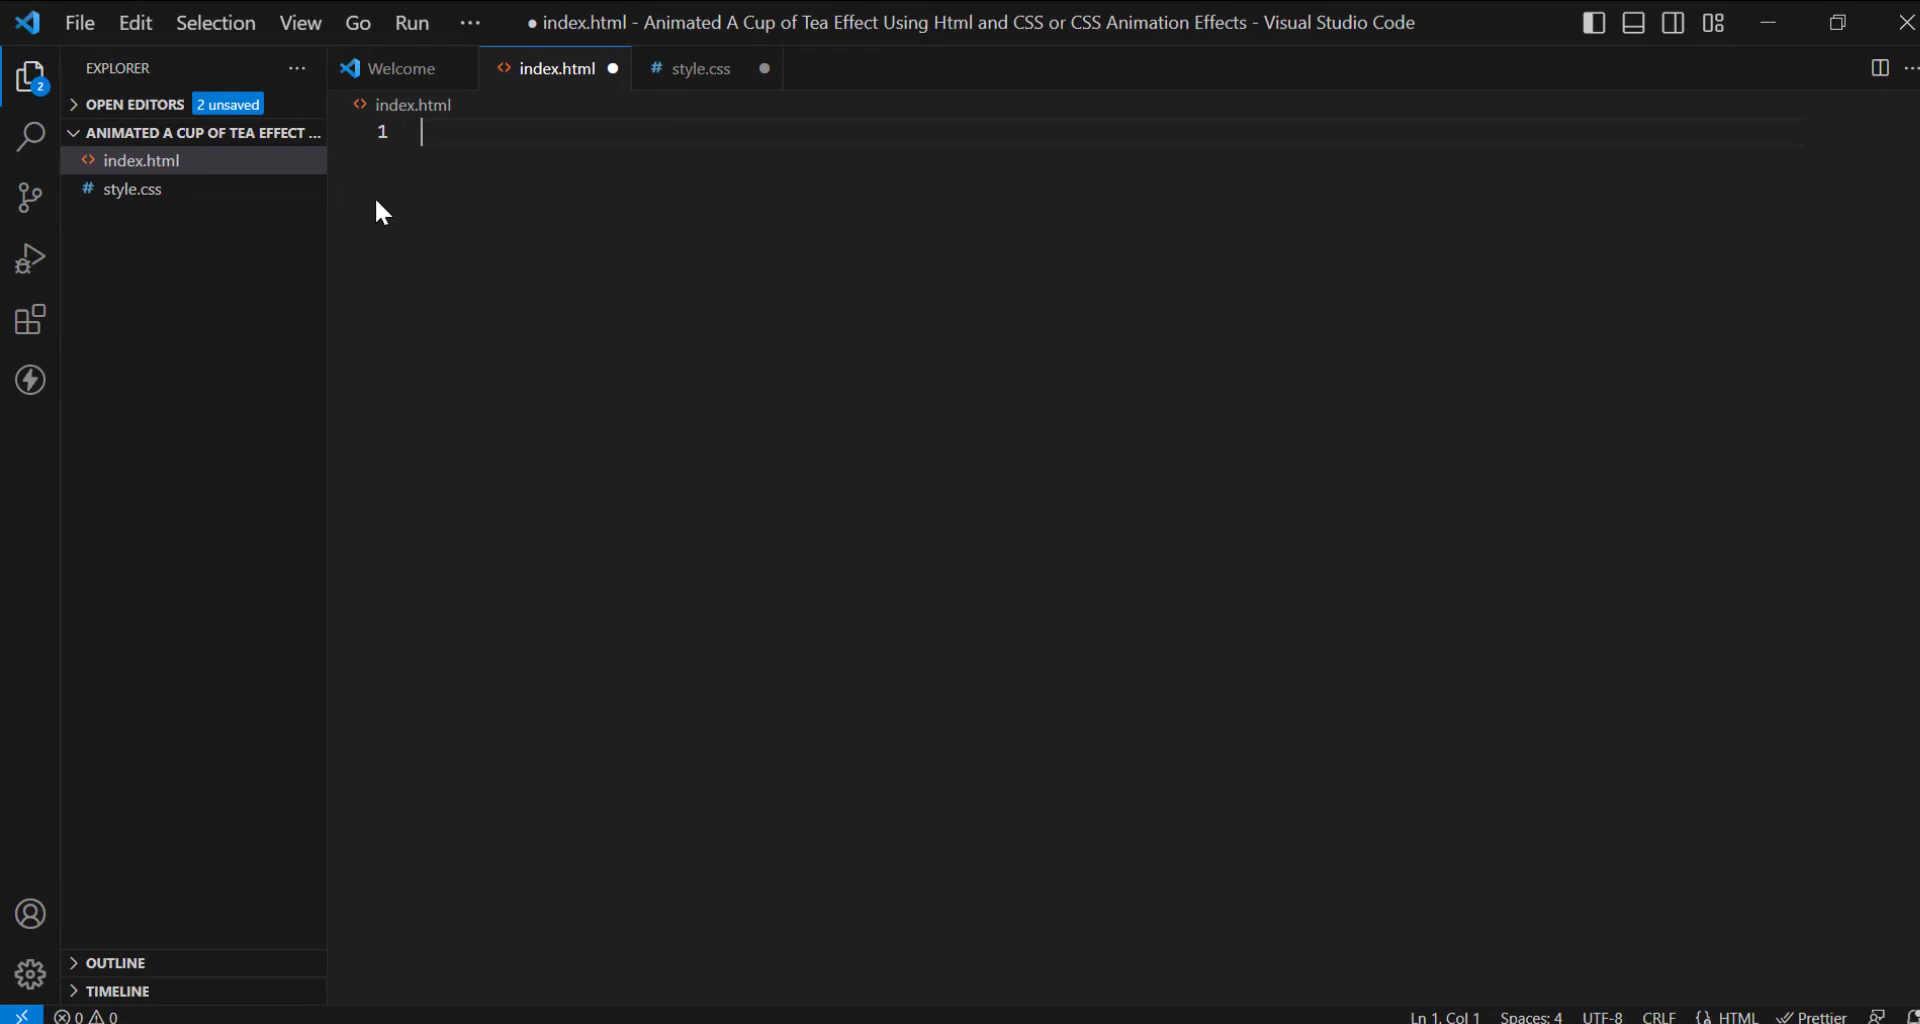 File Edit Selection View Go Run ··· ● index.html - Animated A Cup of Tea Effect Using Html and CSS or CSS Animation Effects - Visual Studio Code
EXPLORER ··· Welcome <> index.html ● # style.css ●
2
OPEN EDITORS 2 unsaved <> index.html
ANIMATED A CUP OF TEA EFFECT ... 1
<> index.html
# style.css
OUTLINE
TIMELINE
0 0 Ln 1, Col 1 Spaces: 4 UTF-8 CRLF {} HTML Prettier